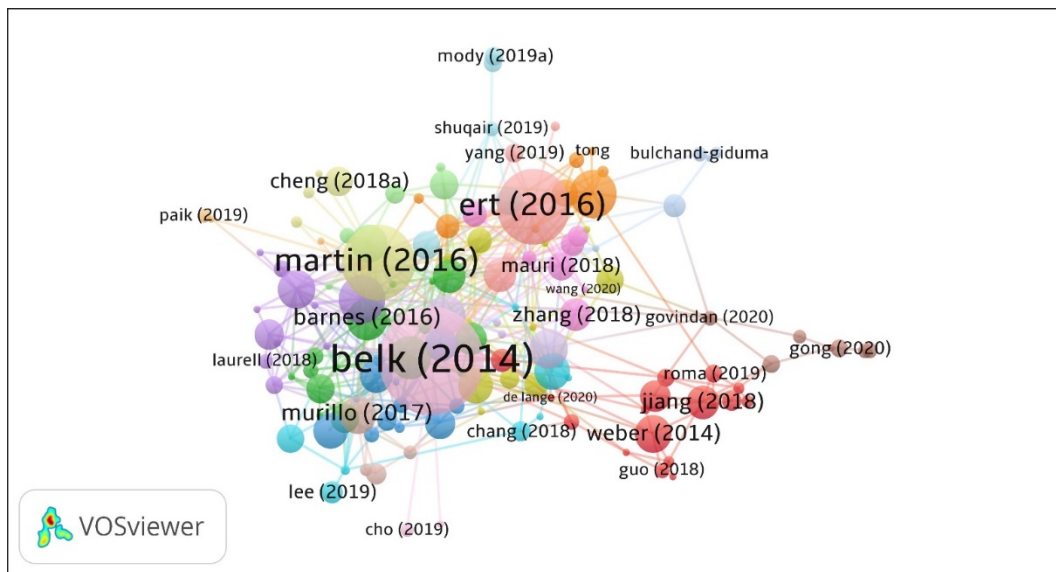 mody (2019a)
shuqair (2019)
yang (2019)
tong
bulchand-giduma
cheng (2018a)
ert (2016)
paik (2019)
martin (2016)
mauri (2018)
wang (2020)
barnes (2016)
zhang (2018)
govindan (2020)
laurell (2018)
belk (2014)
gong (2020)
roma (2019)
de lange (2020)
jiang (2018)
murillo (2017)
chang (2018)
weber (2014)
guo (2018)
lee (2019)
cho (2019)
VOSviewer